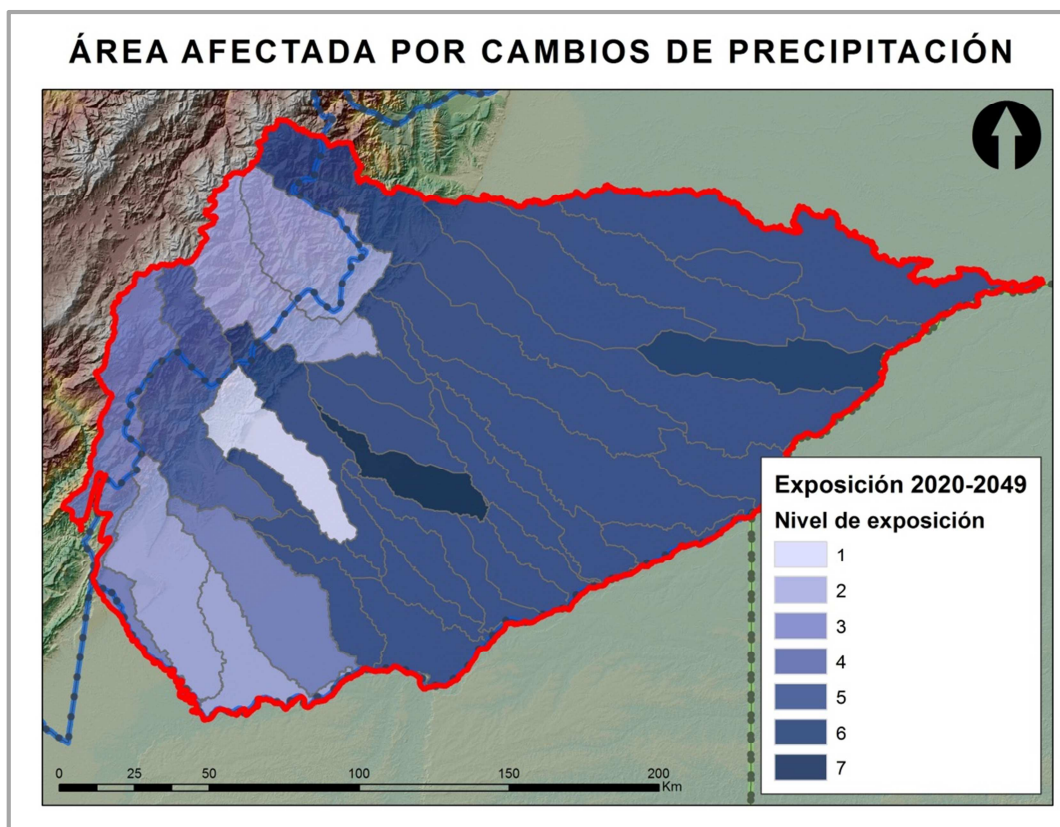 ÁREA AFECTADA POR CAMBIOS DE PRECIPITACIÓN
Exposición 2020-2049
Nivel de exposición
1
2
3
4
5
6
7
0 25 50 100 150 200
Km